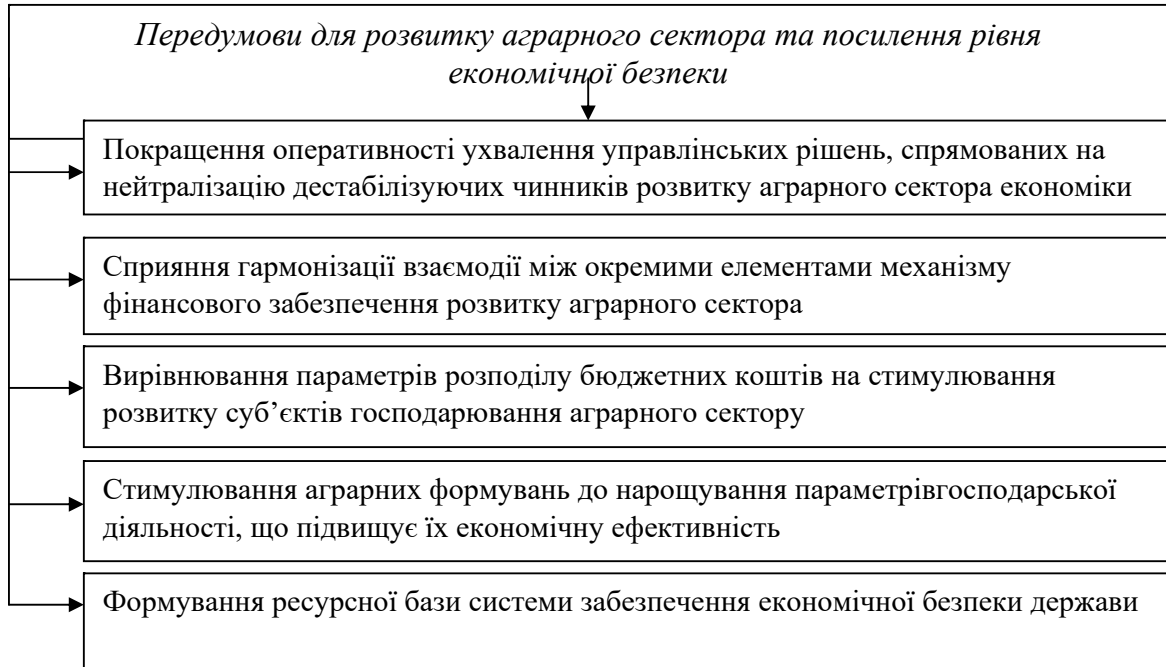 Передумови для розвитку аграрного сектора та посилення рівня
економічної безпеки
Покращення оперативності ухвалення управлінських рішень, спрямованих на
нейтралізацію дестабілізуючих чинників розвитку аграрного сектора економіки
Сприяння гармонізації взаємодії між окремими елементами механізму
фінансового забезпечення розвитку аграрного сектора
Вирівнювання параметрів розподілу бюджетних коштів на стимулювання
розвитку суб’єктів господарювання аграрного сектору
Стимулювання аграрних формувань до нарощування параметрівгосподарської
діяльності, що підвищує їх економічну ефективність
Формування ресурсної бази системи забезпечення економічної безпеки держави